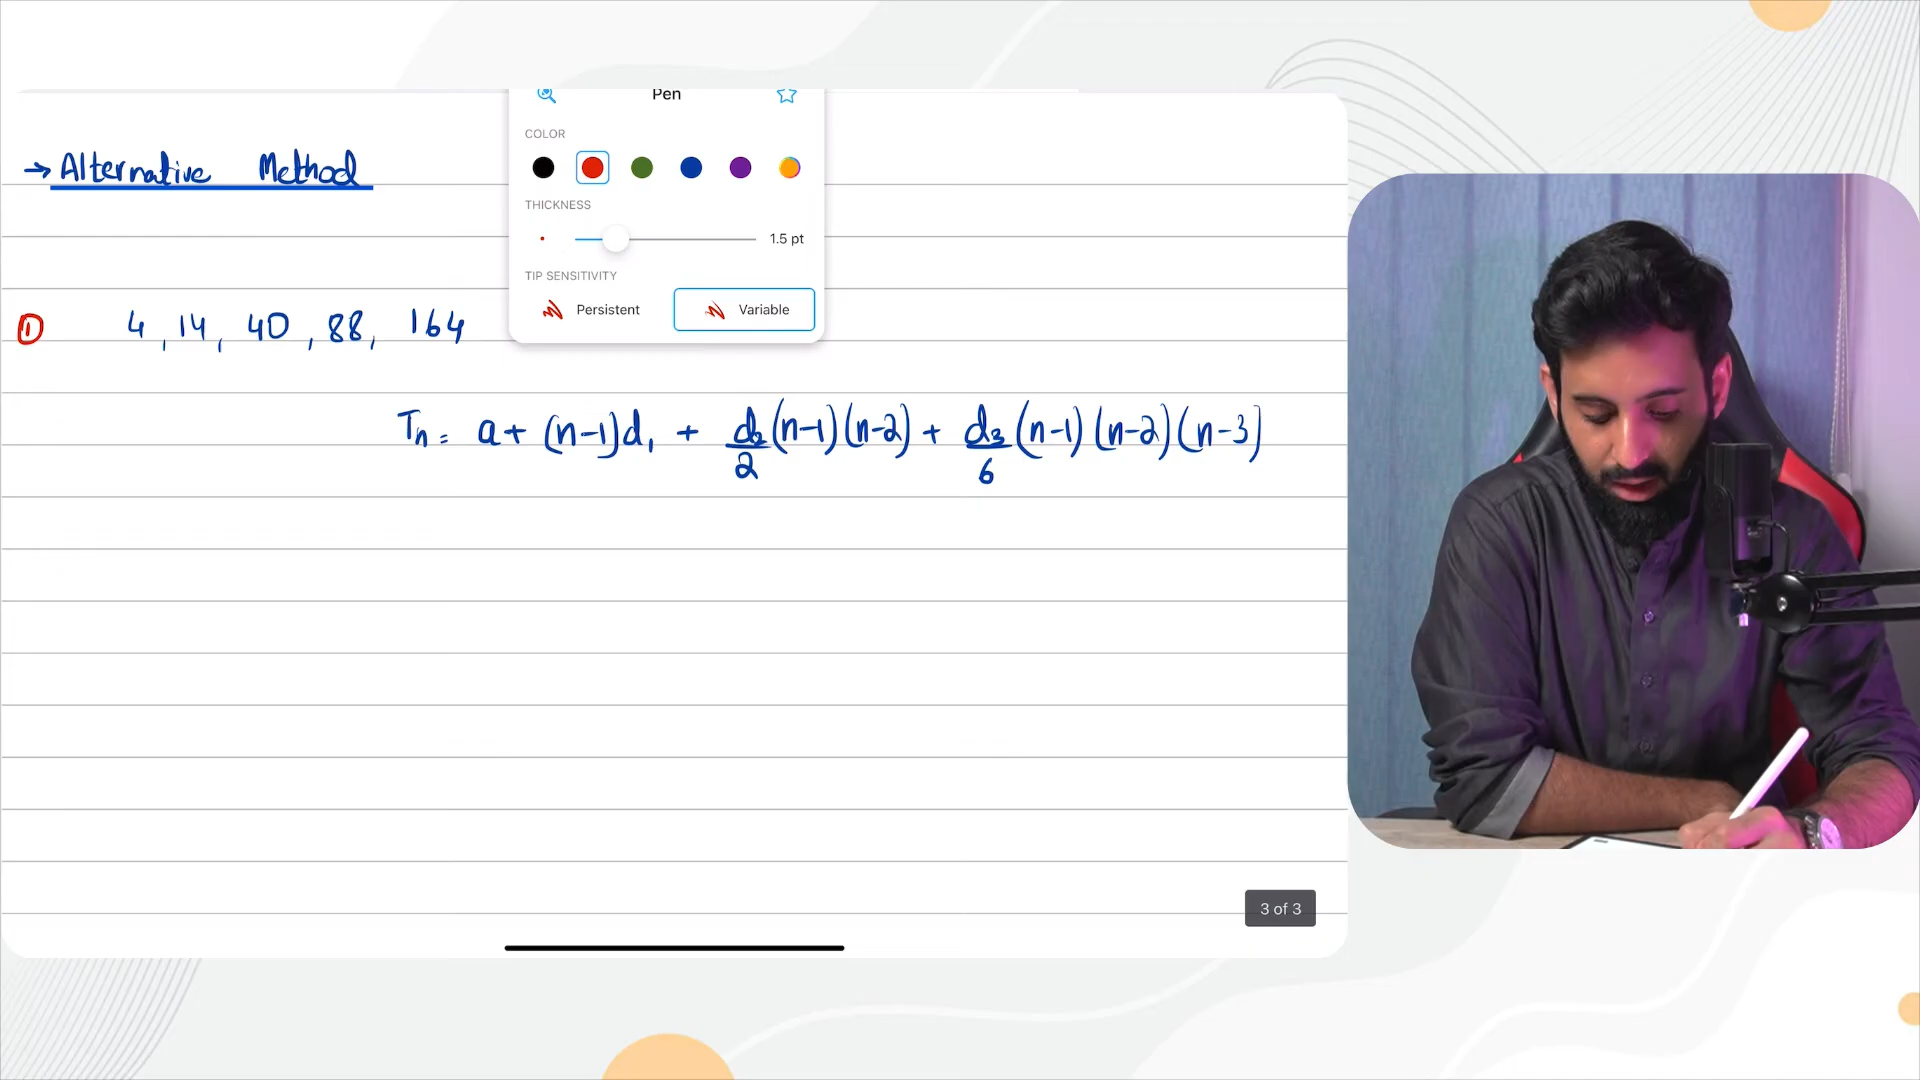 Pen
COLOR
→ Alternative Method
THICKNESS
1.5 pt
TIP SENSITIVITY
Persistent Variable
① 4, 14, 40, 88, 164
Tₙ = a + (n-1)d₁ + d₂/2 (n-1)(n-2) + d₃/6 (n-1)(n-2)(n-3)
3 of 3